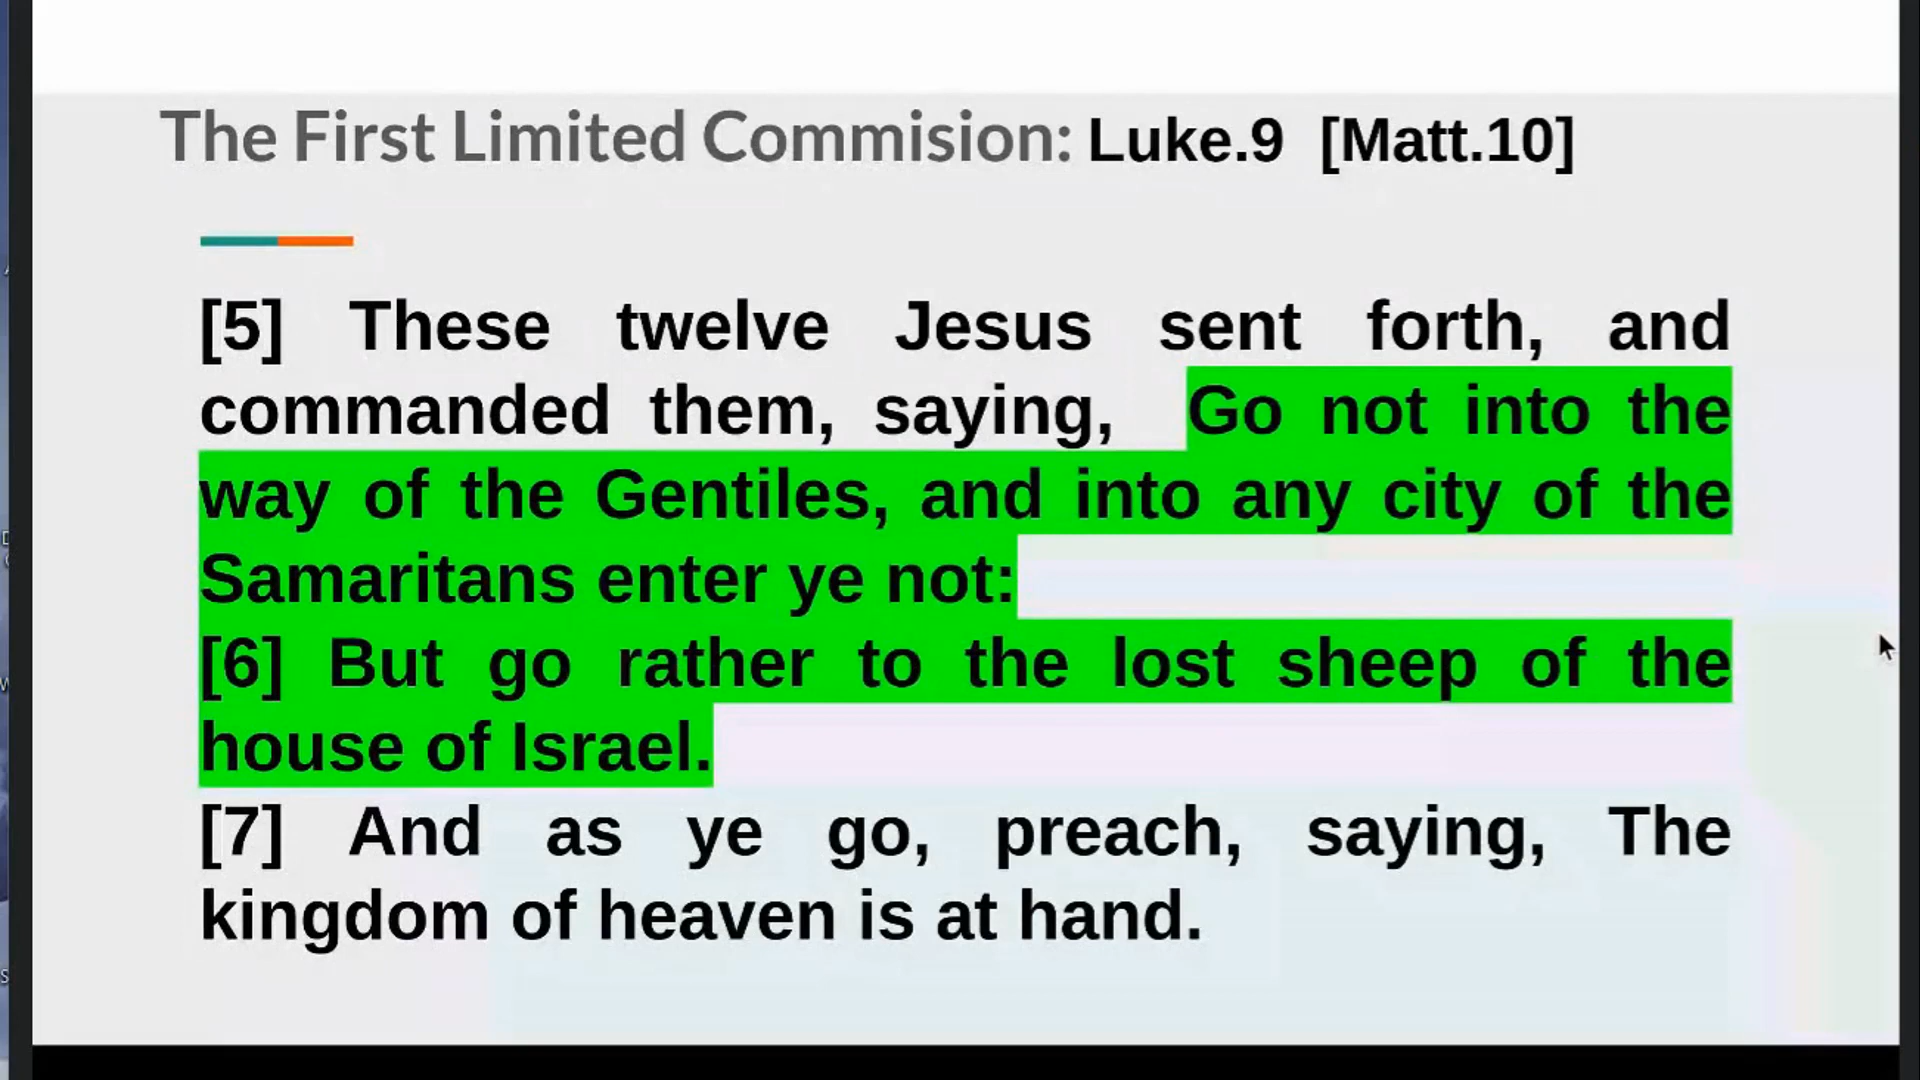 The First Limited Commision: Luke.9 [Matt.10]
[5] These twelve Jesus sent forth, and
commanded them, saying, Go not into the
way of the Gentiles, and into any city of the
Samaritans enter ye not:
[6] But go rather to the lost sheep of the
house of Israel.
[7] And as ye go, preach, saying, The
kingdom of heaven is at hand.